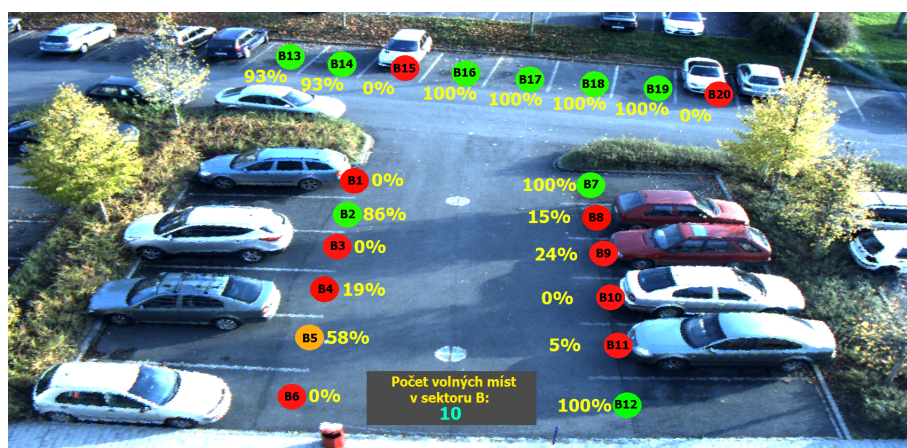 B13 B14 B15 B16 B17 B18 B19 B20
93% 93% 0% 100% 100% 100% 100% 0%
B1 0% 100% B7
B2 86% 15% B8
B3 0% 24% B9
B4 19% 0% B10
B5 58% 5% B11
B6 0% 100% B12
Počet volných míst
v sektoru B:
10